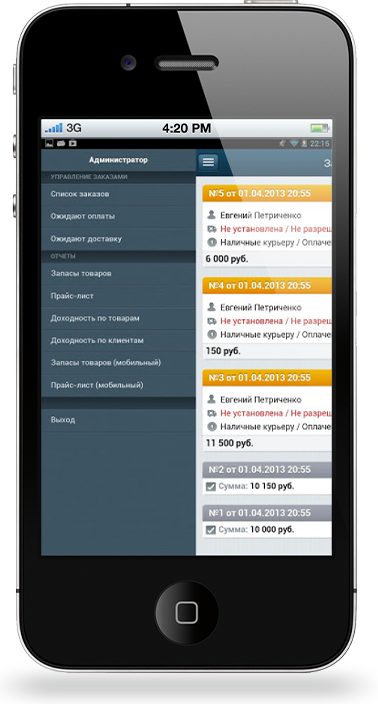 3G
4:20 PM
22:16
Администратор
За
УПРАВЛЕНИЕ ЗАКАЗАМИ
Список заказов
Ожидают оплаты
Ожидают доставку
ОТЧЕТЫ
Запасы товаров
Прайс-лист
Доходность по товарам
Доходность по клиентам
Запасы товаров (мобильный)
Прайс-лист (мобильный)
Выход
№5 от 01.04.2013 20:55
Евгений Петриченко
Не установлена / Не разреш
Наличные курьеру / Оплаче
6 000 руб.
№4 от 01.04.2013 20:55
Евгений Петриченко
Не установлена / Не разреш
Наличные курьеру / Оплаче
150 руб.
№3 от 01.04.2013 20:55
Евгений Петриченко
Не установлена / Не разреш
Наличные курьеру / Оплаче
11 500 руб.
№2 от 01.04.2013 20:55
Сумма: 10 150 руб.
№1 от 01.04.2013 20:55
Сумма: 10 000 руб.